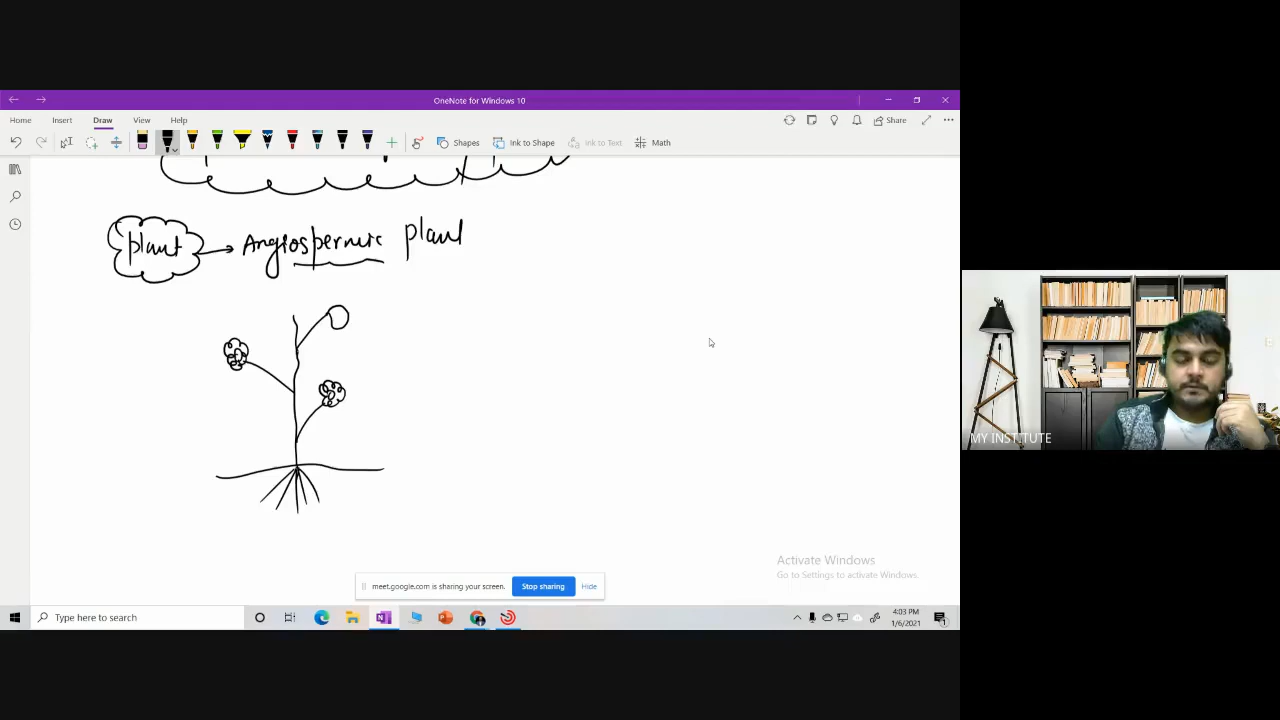 OneNote for Windows 10
Home Insert Draw View Help
Share
Shapes Ink to Shape Ink to Text Math
plant → Angiospermic plant
MY INSTITUTE
Activate Windows
Go to Settings to activate Windows.
meet.google.com is sharing your screen. Stop sharing Hide
Type here to search
4:03 PM
1/6/2021